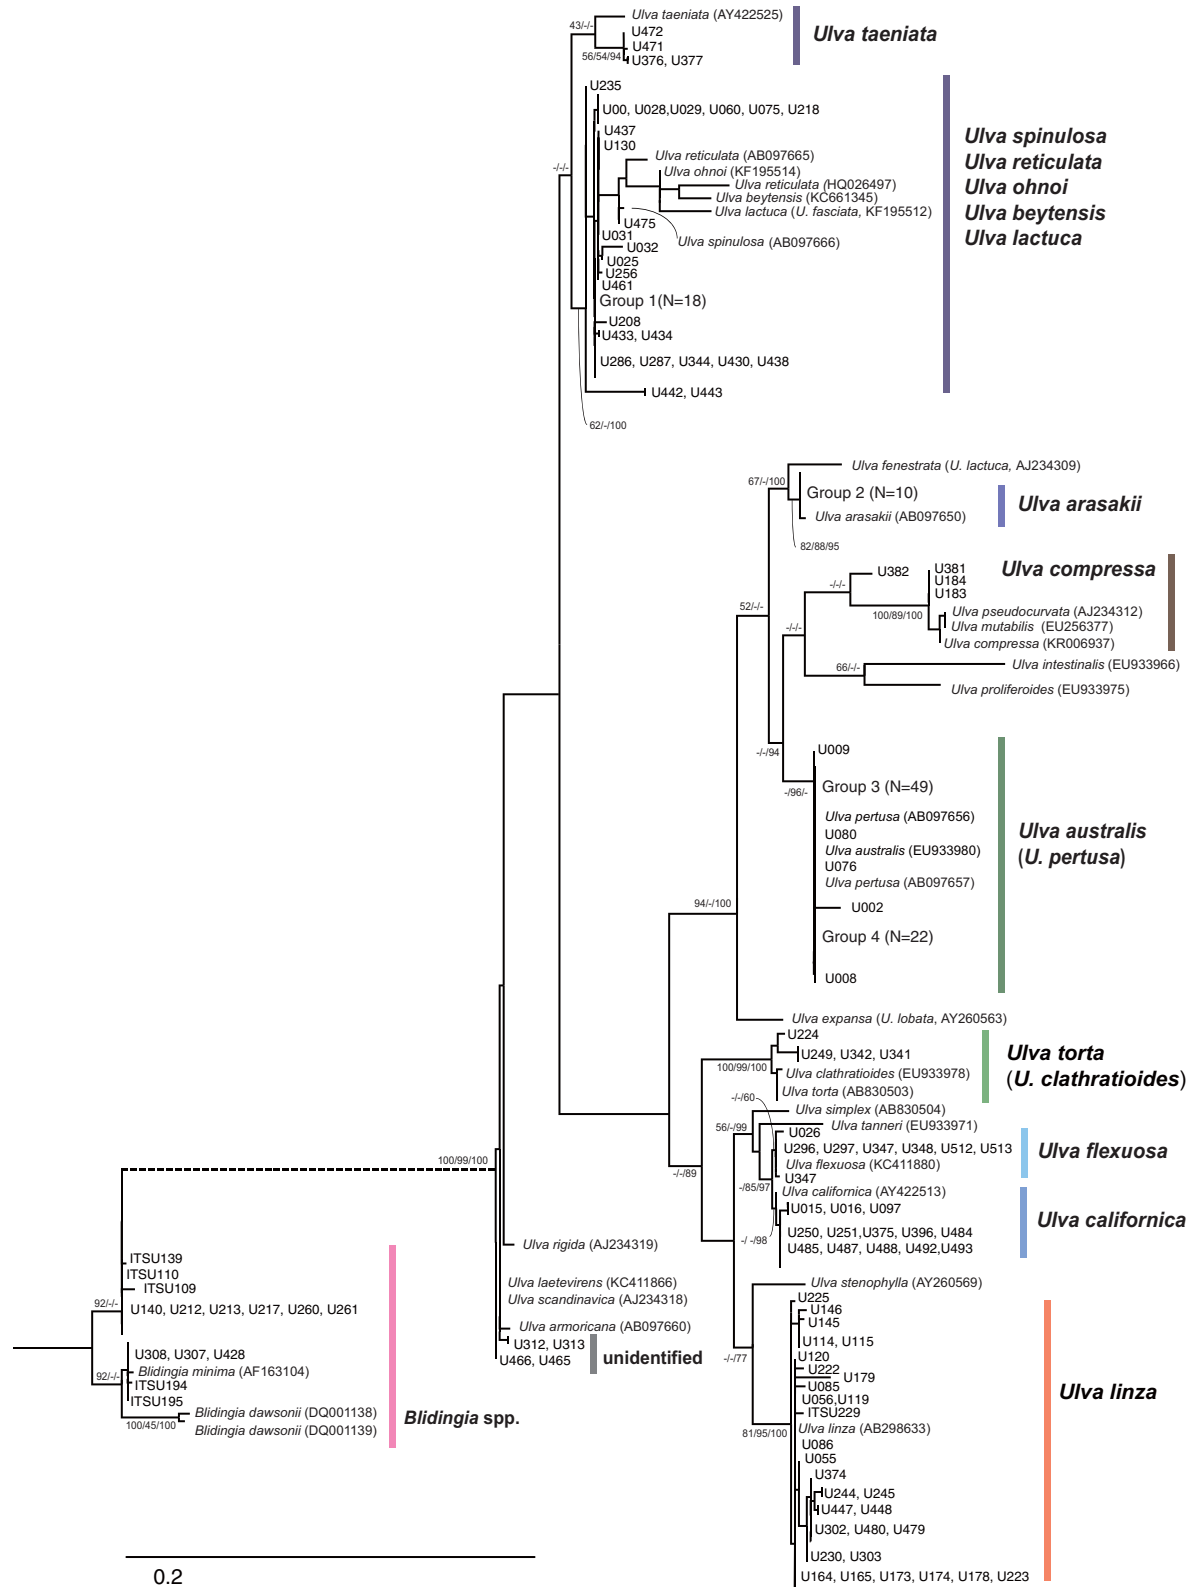 43/-/-
Ulva taeniata (AY422525)
U472
U471
56/54/94
U376, U377
Ulva taeniata
U235
U00, U028,U029, U060, U075, U218
U437
U130
Ulva reticulata (AB097665)
Ulva ohnoi (KF195514)
Ulva reticulata (HQ026497)
Ulva beytensis (KC661345)
Ulva lactuca (U. fasciata, KF195512)
-/-/-
U475
U031
Ulva spinulosa (AB097666)
U032
U025
U256
U461
Group 1(N=18)
U208
U433, U434
U286, U287, U344, U430, U438
U442, U443
62/-/100
Ulva spinulosa
Ulva reticulata
Ulva ohnoi
Ulva beytensis
Ulva lactuca
Ulva fenestrata (U. lactuca, AJ234309)
67/-/100
Group 2 (N=10)
Ulva arasakii (AB097650)
82/88/95
Ulva arasakii
-/-/-
U382
U381
U184
U183
100/89/100
Ulva pseudocurvata (AJ234312)
Ulva mutabilis (EU256377)
Ulva compressa (KR006937)
Ulva compressa
52/-/-
-/-/-
66/-/-
Ulva intestinalis (EU933966)
Ulva proliferoides (EU933975)
-/-/94
U009
-/96/-
Group 3 (N=49)
Ulva pertusa (AB097656)
U080
Ulva australis (EU933980)
U076
Ulva pertusa (AB097657)
U002
Group 4 (N=22)
U008
Ulva australis
(U. pertusa)
94/-/100
Ulva expansa (U. lobata, AY260563)
U224
U249, U342, U341
100/99/100
Ulva clathratioides (EU933978)
Ulva torta (AB830503)
Ulva torta
(U. clathratioides)
-/-/60
Ulva simplex (AB830504)
56/-/99
Ulva tanneri (EU933971)
U026
U296, U297, U347, U348, U512, U513
Ulva flexuosa (KC411880)
U347
Ulva flexuosa
-/-/89
-/85/97
Ulva californica (AY422513)
U015, U016, U097
U250, U251,U375, U396, U484
-/ -/98
U485, U487, U488, U492,U493
Ulva californica
100/99/100
Ulva rigida (AJ234319)
Ulva laetevirens (KC411866)
Ulva scandinavica (AJ234318)
Ulva armoricana (AB097660)
U312, U313
U466, U465
unidentified
ITSU139
ITSU110
ITSU109
92/-/-
U140, U212, U213, U217, U260, U261
U308, U307, U428
Blidingia minima (AF163104)
92/-/-
ITSU194
ITSU195
Blidingia dawsonii (DQ001138)
100/45/100
Blidingia dawsonii (DQ001139)
Blidingia spp.
Ulva stenophylla (AY260569)
-/-/77
U225
U146
U145
U114, U115
U120
U222
U179
U085
U056,U119
ITSU229
81/95/100
Ulva linza (AB298633)
U086
U055
U374
U244, U245
U447, U448
U302, U480, U479
U230, U303
U164, U165, U173, U174, U178, U223
Ulva linza
0.2